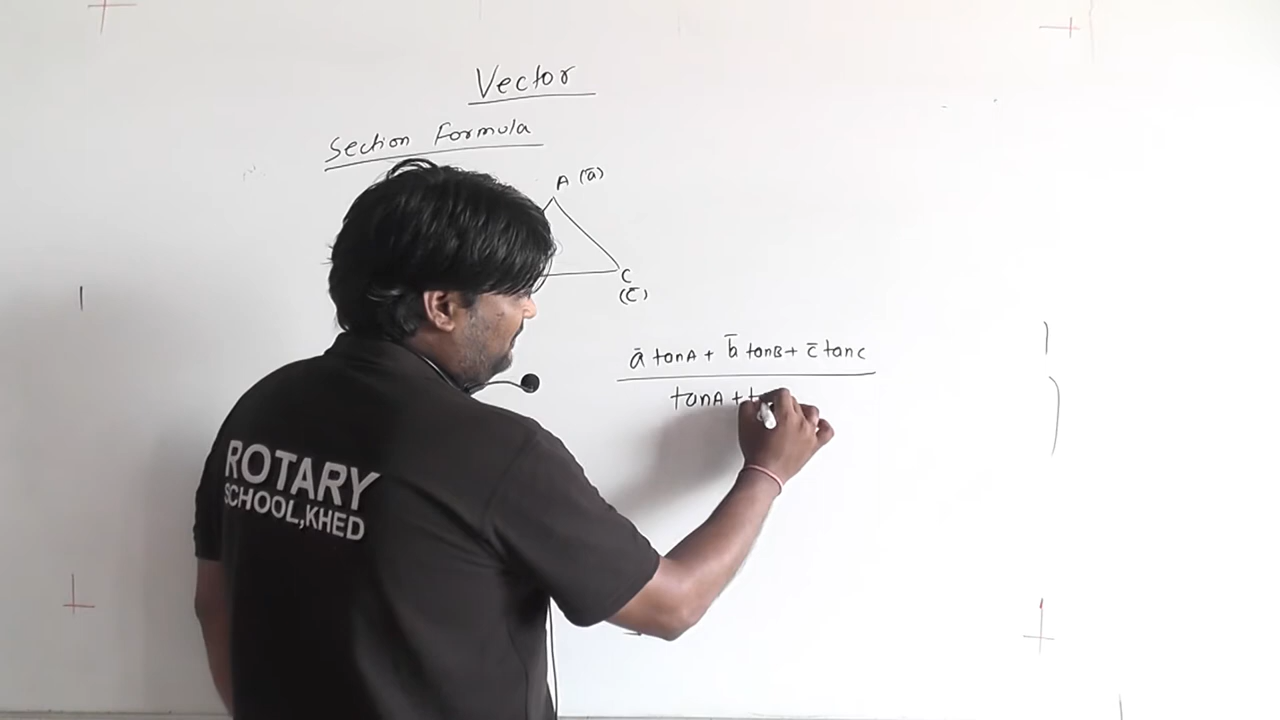 Vector
Section Formula
A (ā)
C
(c̄)
ā tanA + b̄ tanB + c̄ tanC
tanA +
ROTARY
SCHOOL,KHED